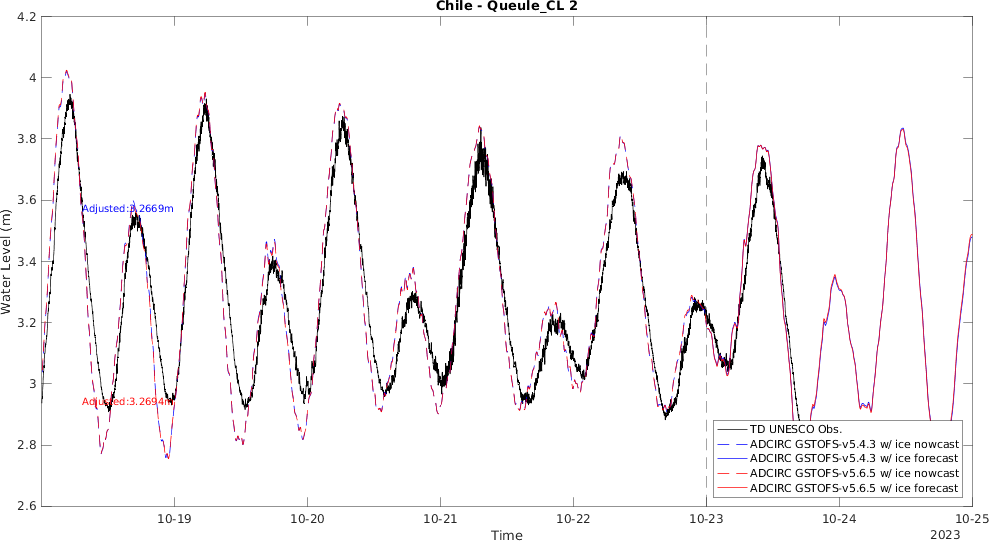 Chile - Queule_CL 2
4.2
4
3.8
3.6
3.4
3.2
3
2.8
2.6
Water Level (m)
Adjusted:3.2669m
Adjusted:3.2694m
TD UNESCO Obs.
ADCIRC GSTOFS-v5.4.3 w/ ice nowcast
ADCIRC GSTOFS-v5.4.3 w/ ice forecast
ADCIRC GSTOFS-v5.6.5 w/ ice nowcast
ADCIRC GSTOFS-v5.6.5 w/ ice forecast
10-19 10-20 10-21 10-22 10-23 10-24 10-25
Time
2023